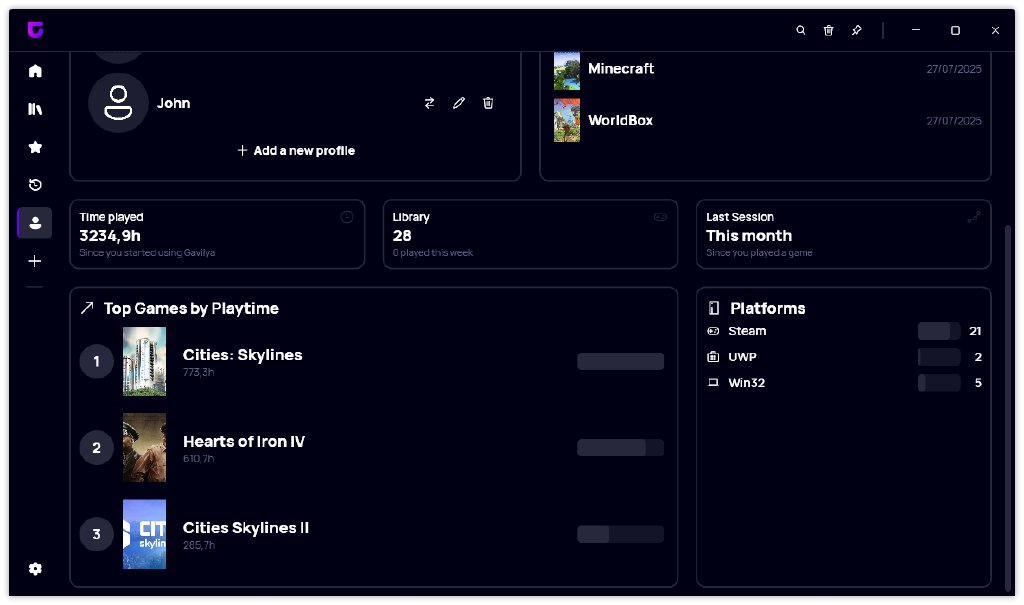 Minecraft
27/07/2025
John
WorldBox
27/07/2025
Add a new profile
Time played
3234,9h
Since you started using Gavilya
Library
28
0 played this week
Last Session
This month
Since you played a game
Top Games by Playtime
1
Cities: Skylines
773,3h
2
Hearts of Iron IV
610,7h
3
CIT
skylin
Cities Skylines II
285,7h
Platforms
Steam
21
UWP
2
Win32
5